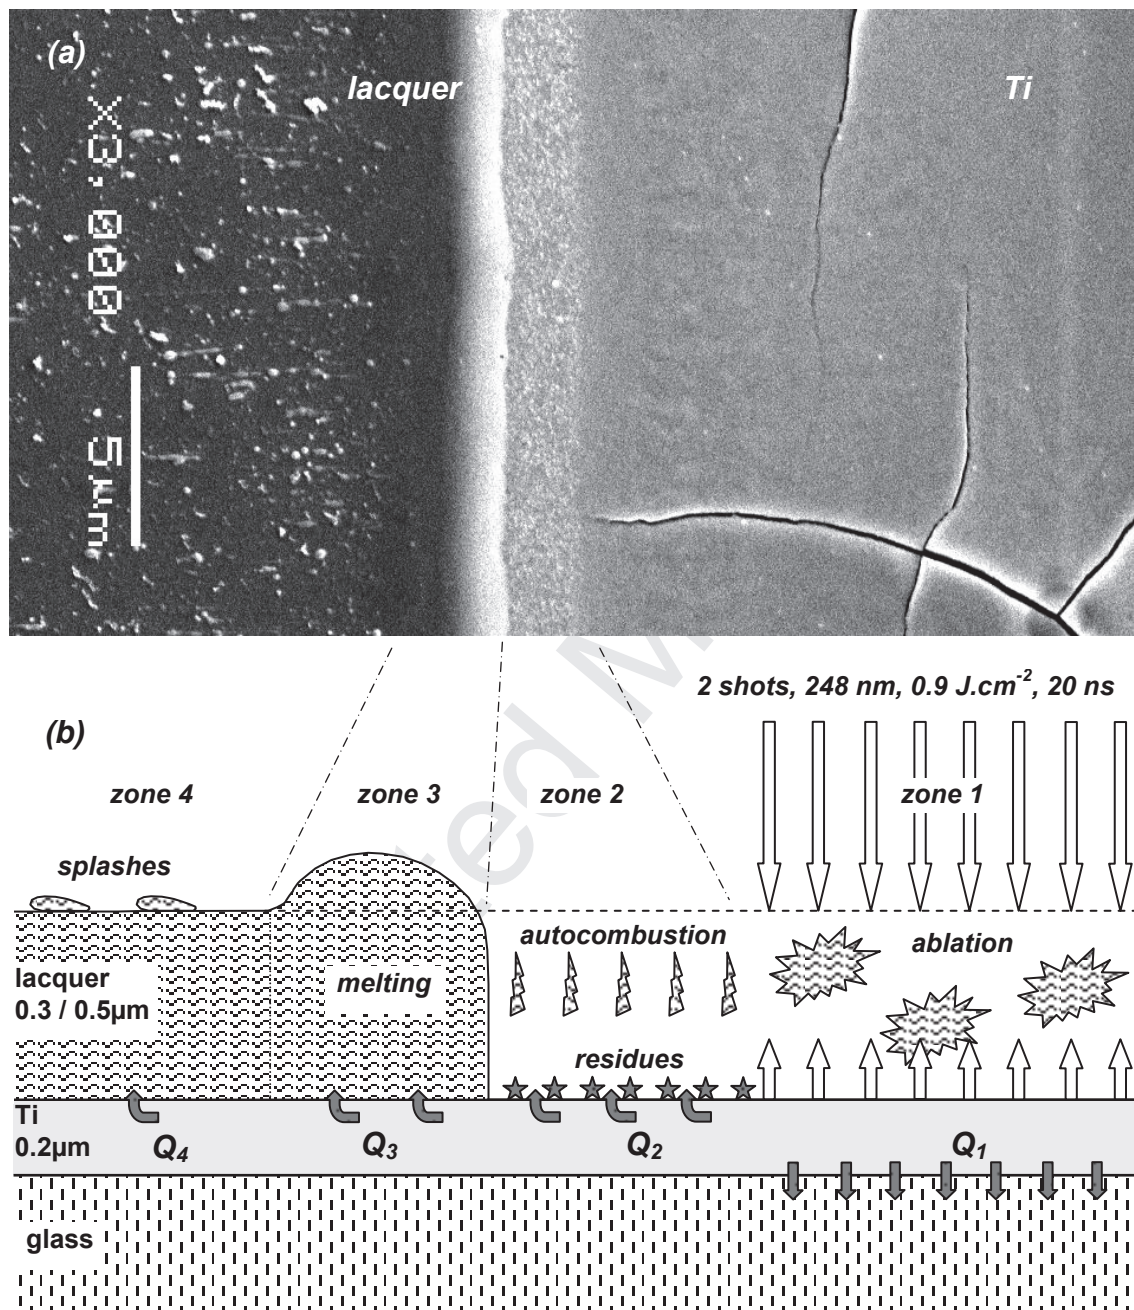 (a)
lacquer
Ti
X3,000
5µm
2 shots, 248 nm, 0.9 J.cm-2, 20 ns
(b)
zone 4
zone 3
zone 2
zone 1
splashes
autocombustion
ablation
lacquer
0.3 / 0.5µm
melting
residues
Ti
0.2µm
Q4
Q3
Q2
Q1
glass